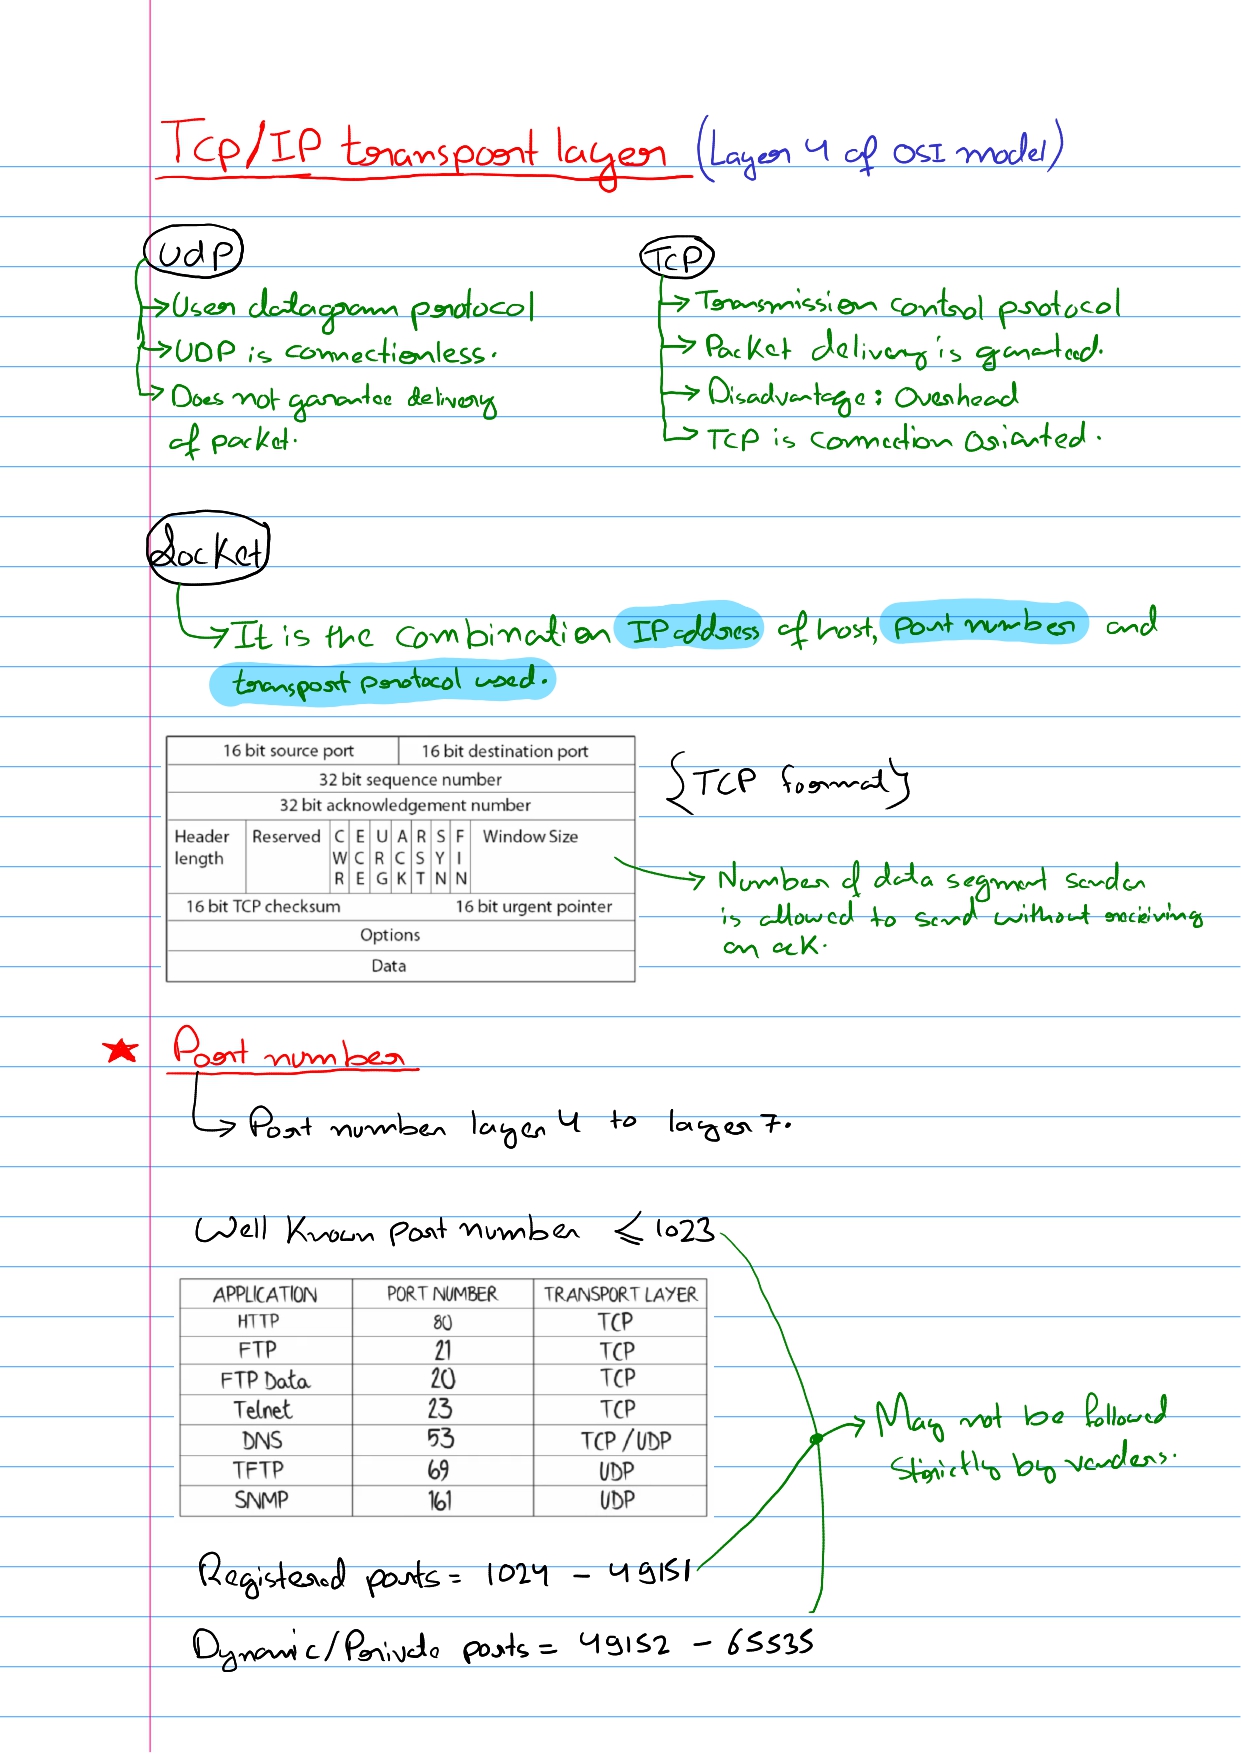 Tcp/IP transport layer (Layer 4 of OSI model)
UdP
→ User datagram protocol
→ UDP is connectionless.
→ Does not garantee delivery
of packet.
TCP
→ Transmission control protocol
→ Packet delivery is garanteed.
→ Disadvantage: Overhead
→ TCP is connection orianted.
Socket
→ It is the combination IP address of host, port number and
transport protocol used.
16 bit source port 16 bit destination port
32 bit sequence number
32 bit acknowledgement number
Header length Reserved CWR ECE URG ACK RST SYN FIN Window Size
16 bit TCP checksum 16 bit urgent pointer
Options
Data
{TCP format}
→ Number of data segment sender
is allowed to send without receiving
an ack.
★ Port number
→ Port number layer 4 to layer 7.
Well Known port number ≤ 1023
APPLICATION PORT NUMBER TRANSPORT LAYER
HTTP 80 TCP
FTP 21 TCP
FTP Data 20 TCP
Telnet 23 TCP
DNS 53 TCP/UDP
TFTP 69 UDP
SNMP 161 UDP
→ May not be followed
strictly by venders.
Registered ports = 1024 - 49151
Dynamic/Private ports = 49152 - 65535